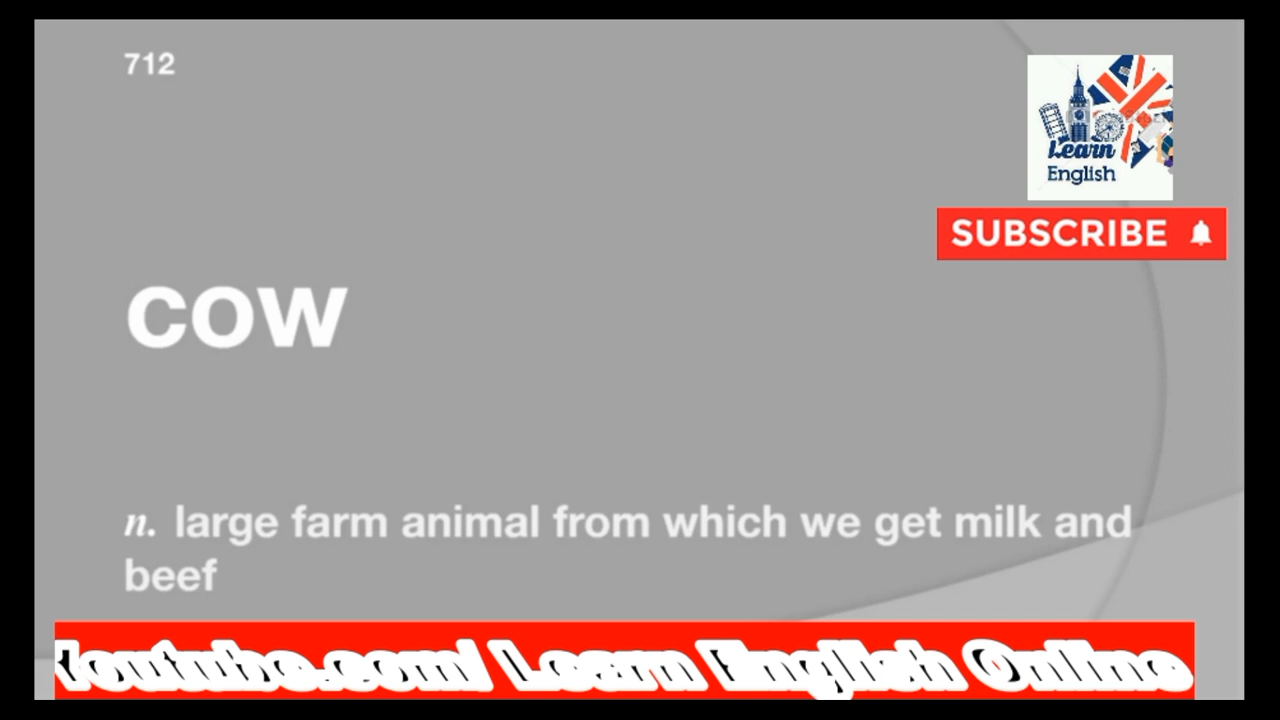 712
Learn
English
SUBSCRIBE
cow
n. large farm animal from which we get milk and
beef
Youtube.com/ Learn English Online